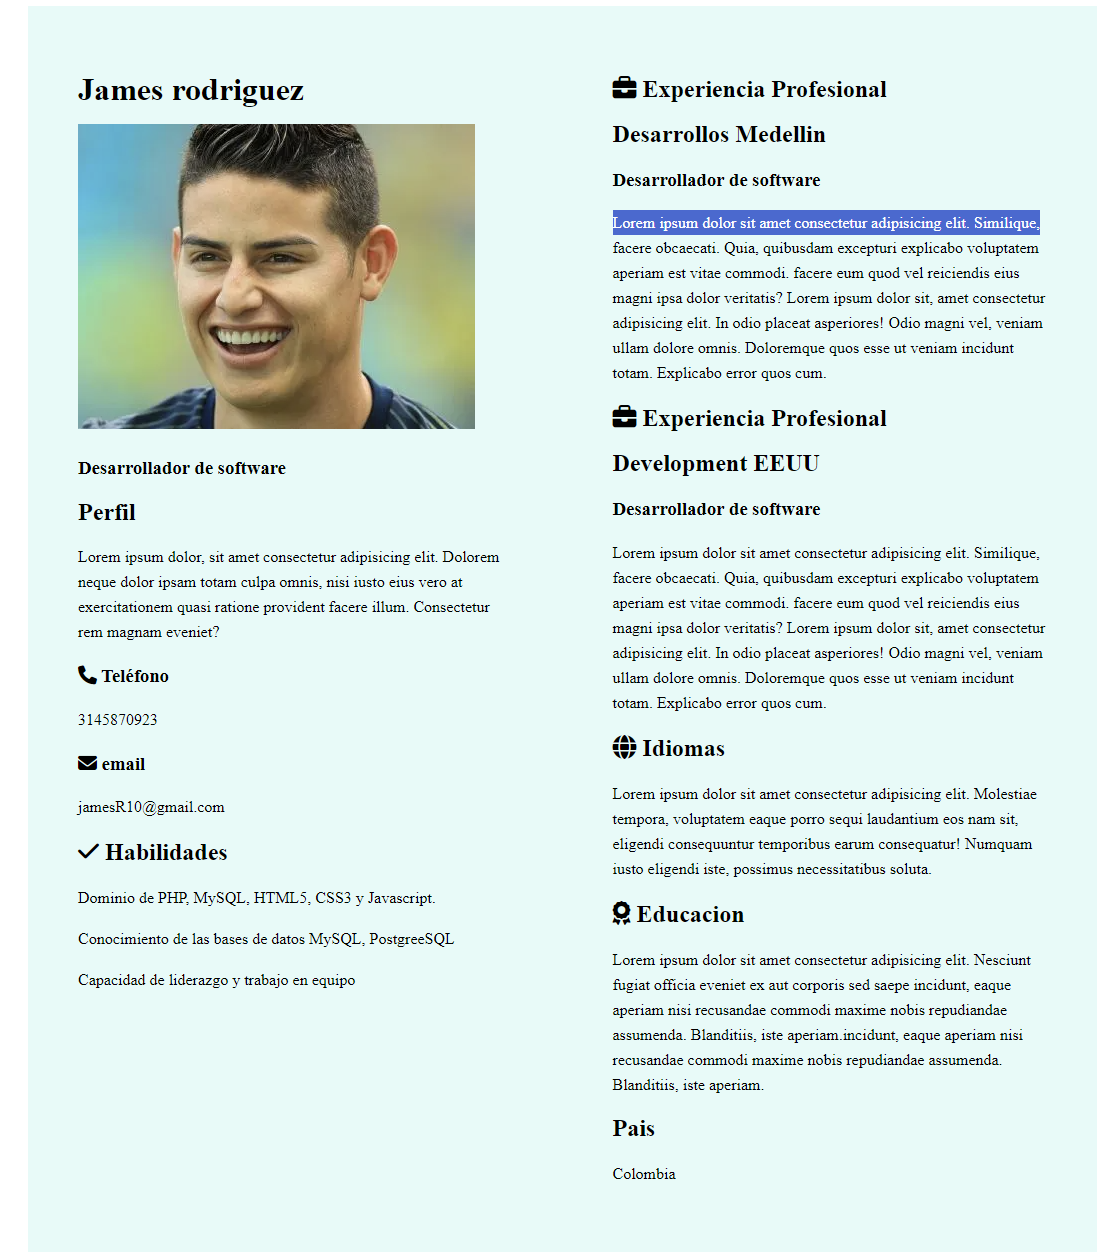 James rodriguez
Desarrollador de software
Perfil
Lorem ipsum dolor, sit amet consectetur adipisicing elit. Dolorem
neque dolor ipsam totam culpa omnis, nisi iusto eius vero at
exercitationem quasi ratione provident facere illum. Consectetur
rem magnam eveniet?
Teléfono
3145870923
email
jamesR10@gmail.com
Habilidades
Dominio de PHP, MySQL, HTML5, CSS3 y Javascript.
Conocimiento de las bases de datos MySQL, PostgreeSQL
Capacidad de liderazgo y trabajo en equipo
Experiencia Profesional
Desarrollos Medellin
Desarrollador de software
Lorem ipsum dolor sit amet consectetur adipisicing elit. Similique,
facere obcaecati. Quia, quibusdam excepturi explicabo voluptatem
aperiam est vitae commodi. facere eum quod vel reiciendis eius
magni ipsa dolor veritatis? Lorem ipsum dolor sit, amet consectetur
adipisicing elit. In odio placeat asperiores! Odio magni vel, veniam
ullam dolore omnis. Doloremque quos esse ut veniam incidunt
totam. Explicabo error quos cum.
Experiencia Profesional
Development EEUU
Desarrollador de software
Lorem ipsum dolor sit amet consectetur adipisicing elit. Similique,
facere obcaecati. Quia, quibusdam excepturi explicabo voluptatem
aperiam est vitae commodi. facere eum quod vel reiciendis eius
magni ipsa dolor veritatis? Lorem ipsum dolor sit, amet consectetur
adipisicing elit. In odio placeat asperiores! Odio magni vel, veniam
ullam dolore omnis. Doloremque quos esse ut veniam incidunt
totam. Explicabo error quos cum.
Idiomas
Lorem ipsum dolor sit amet consectetur adipisicing elit. Molestiae
tempora, voluptatem eaque porro sequi laudantium eos nam sit,
eligendi consequuntur temporibus earum consequatur! Numquam
iusto eligendi iste, possimus necessitatibus soluta.
Educacion
Lorem ipsum dolor sit amet consectetur adipisicing elit. Nesciunt
fugiat officia eveniet ex aut corporis sed saepe incidunt, eaque
aperiam nisi recusandae commodi maxime nobis repudiandae
assumenda. Blanditiis, iste aperiam.incidunt, eaque aperiam nisi
recusandae commodi maxime nobis repudiandae assumenda.
Blanditiis, iste aperiam.
Pais
Colombia